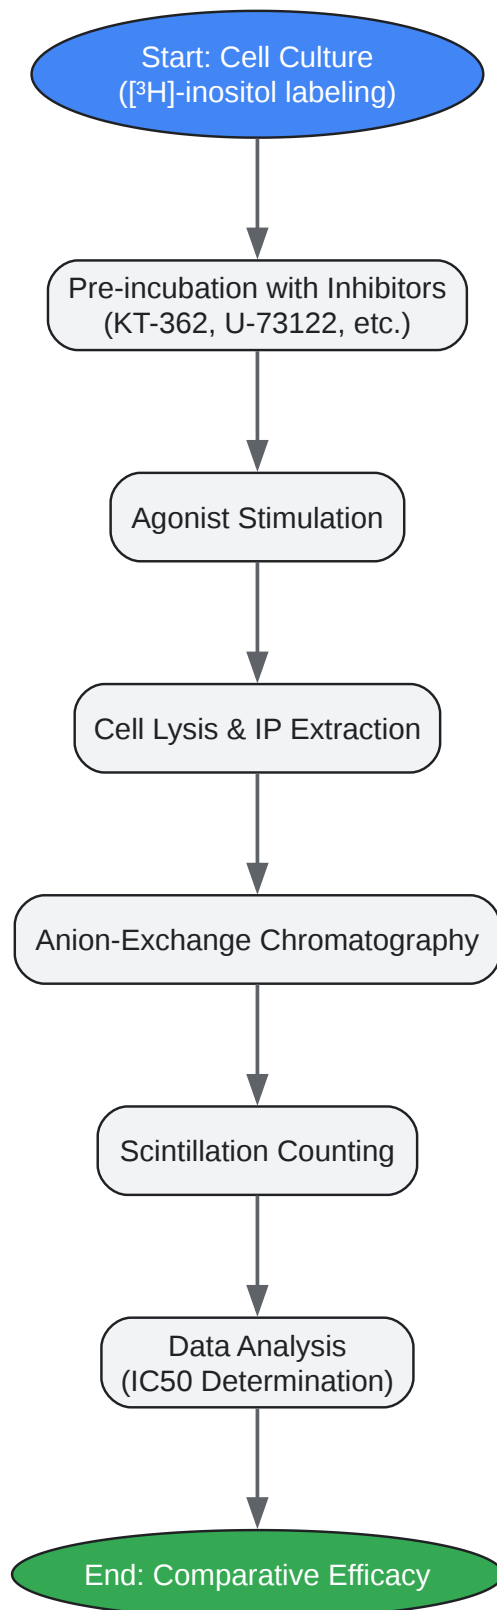 Start: Cell Culture
([³H]-inositol labeling)
Pre-incubation with Inhibitors
(KT-362, U-73122, etc.)
Agonist Stimulation
Cell Lysis & IP Extraction
Anion-Exchange Chromatography
Scintillation Counting
Data Analysis
(IC50 Determination)
End: Comparative Efficacy